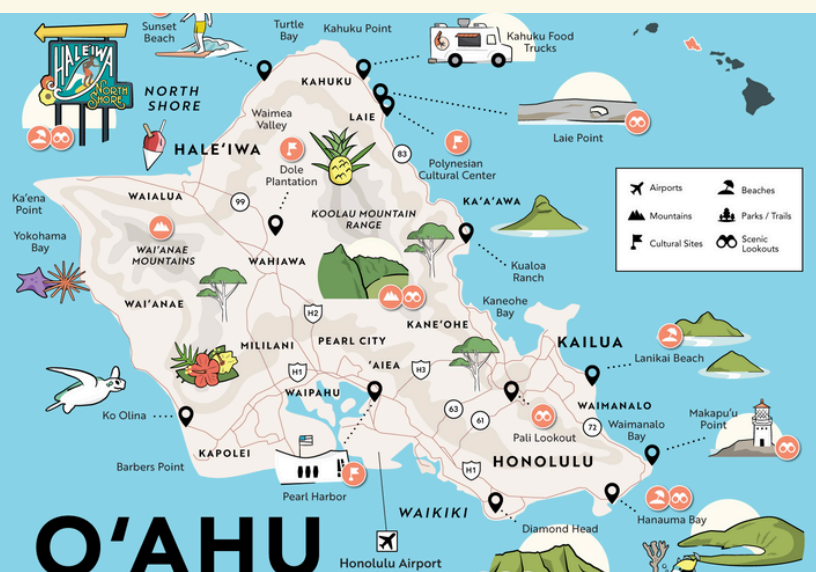 Sunset
Beach
Turtle
Bay
Kahuku Point
Kahuku Food
Trucks
HALEIWA
NORTH
SHORE
NORTH
SHORE
KAHUKU
LAIE
Laie Point
Waimea
Valley
HALE'IWA
Dole
Plantation
83
Polynesian
Cultural Center
Airports
Beaches
Mountains
Parks / Trails
Cultural Sites
Scenic
Lookouts
Ka'ena
Point
WAIALUA
99
KOOLAU MOUNTAIN
RANGE
KA'A'AWA
Yokohama
Bay
WAI'ANAE
MOUNTAINS
WAHIAWA
Kualoa
Ranch
WAI'ANAE
H2
Kaneohe
Bay
KANE'OHE
MILILANI
PEARL CITY
KAILUA
Lanikai Beach
H1
'AIEA
H3
WAIPAHU
Ko Olina
63
61
Pali Lookout
WAIMANALO
72
Waimanalo
Bay
Makapu'u
Point
KAPOLEI
Barbers Point
Pearl Harbor
H1
HONOLULU
WAIKIKI
Diamond Head
Hanauma Bay
O'AHU
Honolulu Airport